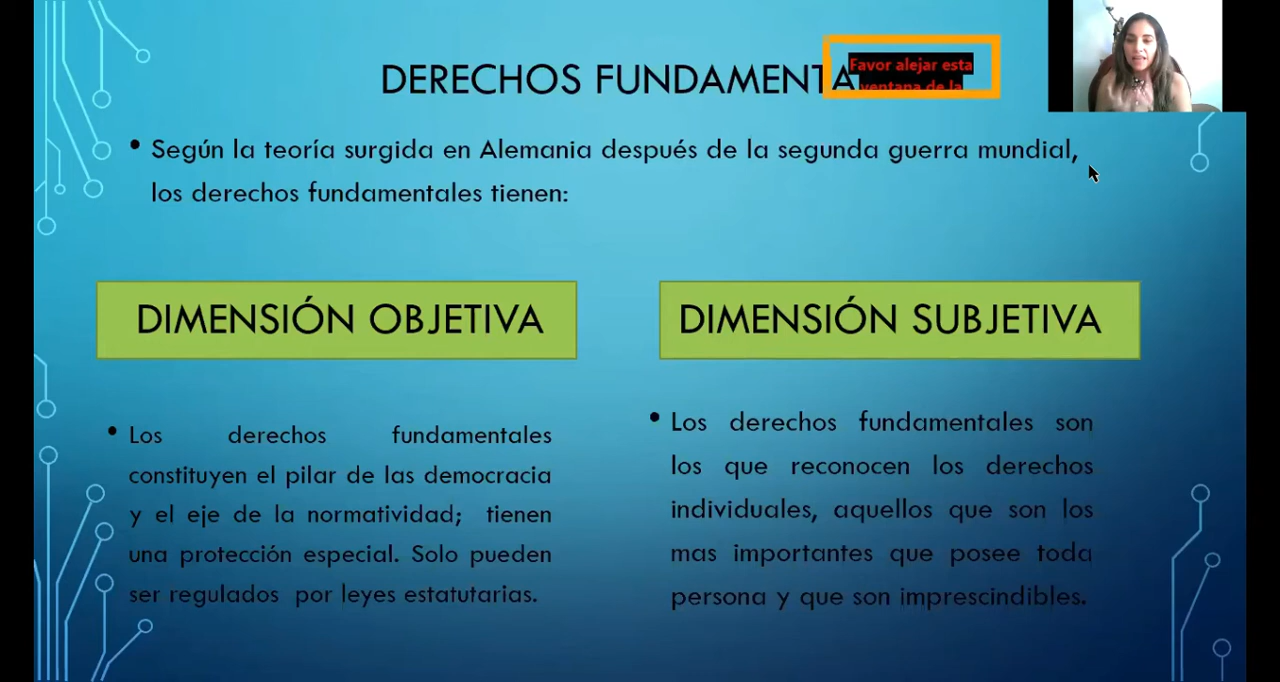 DERECHOS FUNDAMENTA
Favor alejar esta
ventana de la
• Según la teoría surgida en Alemania después de la segunda guerra mundial,
los derechos fundamentales tienen:
DIMENSIÓN OBJETIVA
• Los derechos fundamentales
constituyen el pilar de las democracia
y el eje de la normatividad; tienen
una protección especial. Solo pueden
ser regulados por leyes estatutarias.
DIMENSIÓN SUBJETIVA
• Los derechos fundamentales son
los que reconocen los derechos
individuales, aquellos que son los
mas importantes que posee toda
persona y que son imprescindibles.